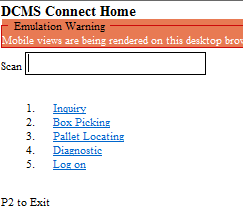 DCMS Connect Home
Emulation Warning
Mobile views are being rendered on this desktop
Scan
1. Inquiry
2. Box Picking
3. Pallet Locating
4. Diagnostic
5. Log on
P2 to Exit